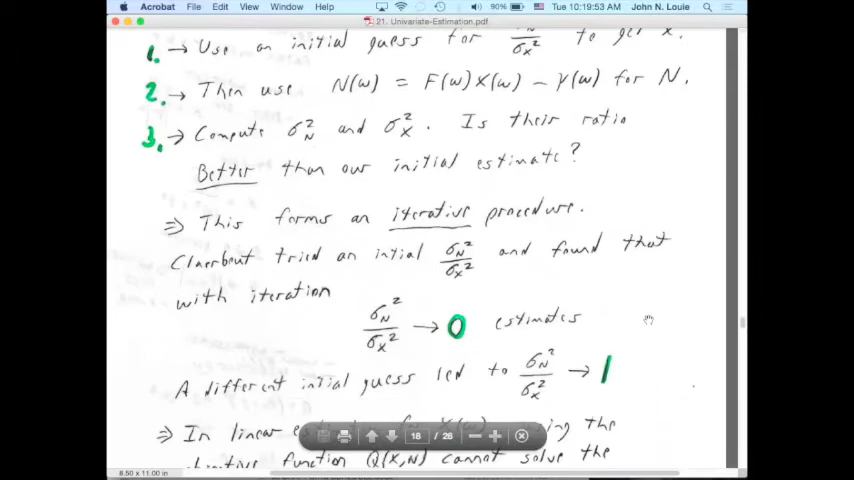 Acrobat File Edit View Window Help 90% Tue 10:19:53 AM John N. Louie
21. Univariate-Estimation.pdf
1. → Use an initial guess for σ_N²/σ_X² to get X.
2. → Then use N(ω) = F(ω)X(ω) − Y(ω) for N.
3. → Compute σ_N² and σ_X². Is their ratio
Better than our initial estimate?
⇒ This forms an iterative procedure.
Claerbout tried an intial σ_N²/σ_X² and found that
with iteration
σ_N²/σ_X² → 0 estimates
A different initial guess led to σ_N²/σ_X² → 1
⇒ In linear the
18 / 26
function Q(X,N) cannot solve the
8.50 x 11.00 in